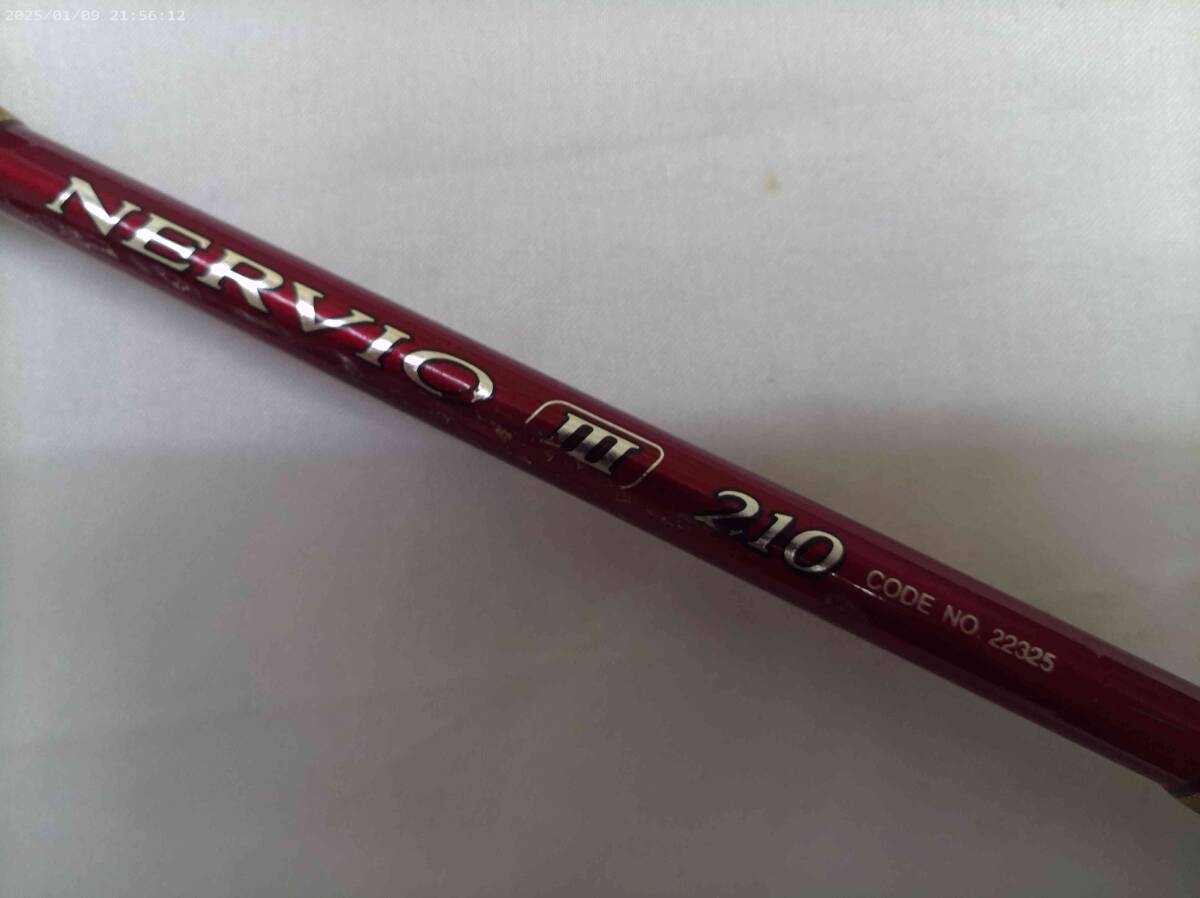 2025/01/09 21:56:12
NERVIO III 210 CODE NO. 22325